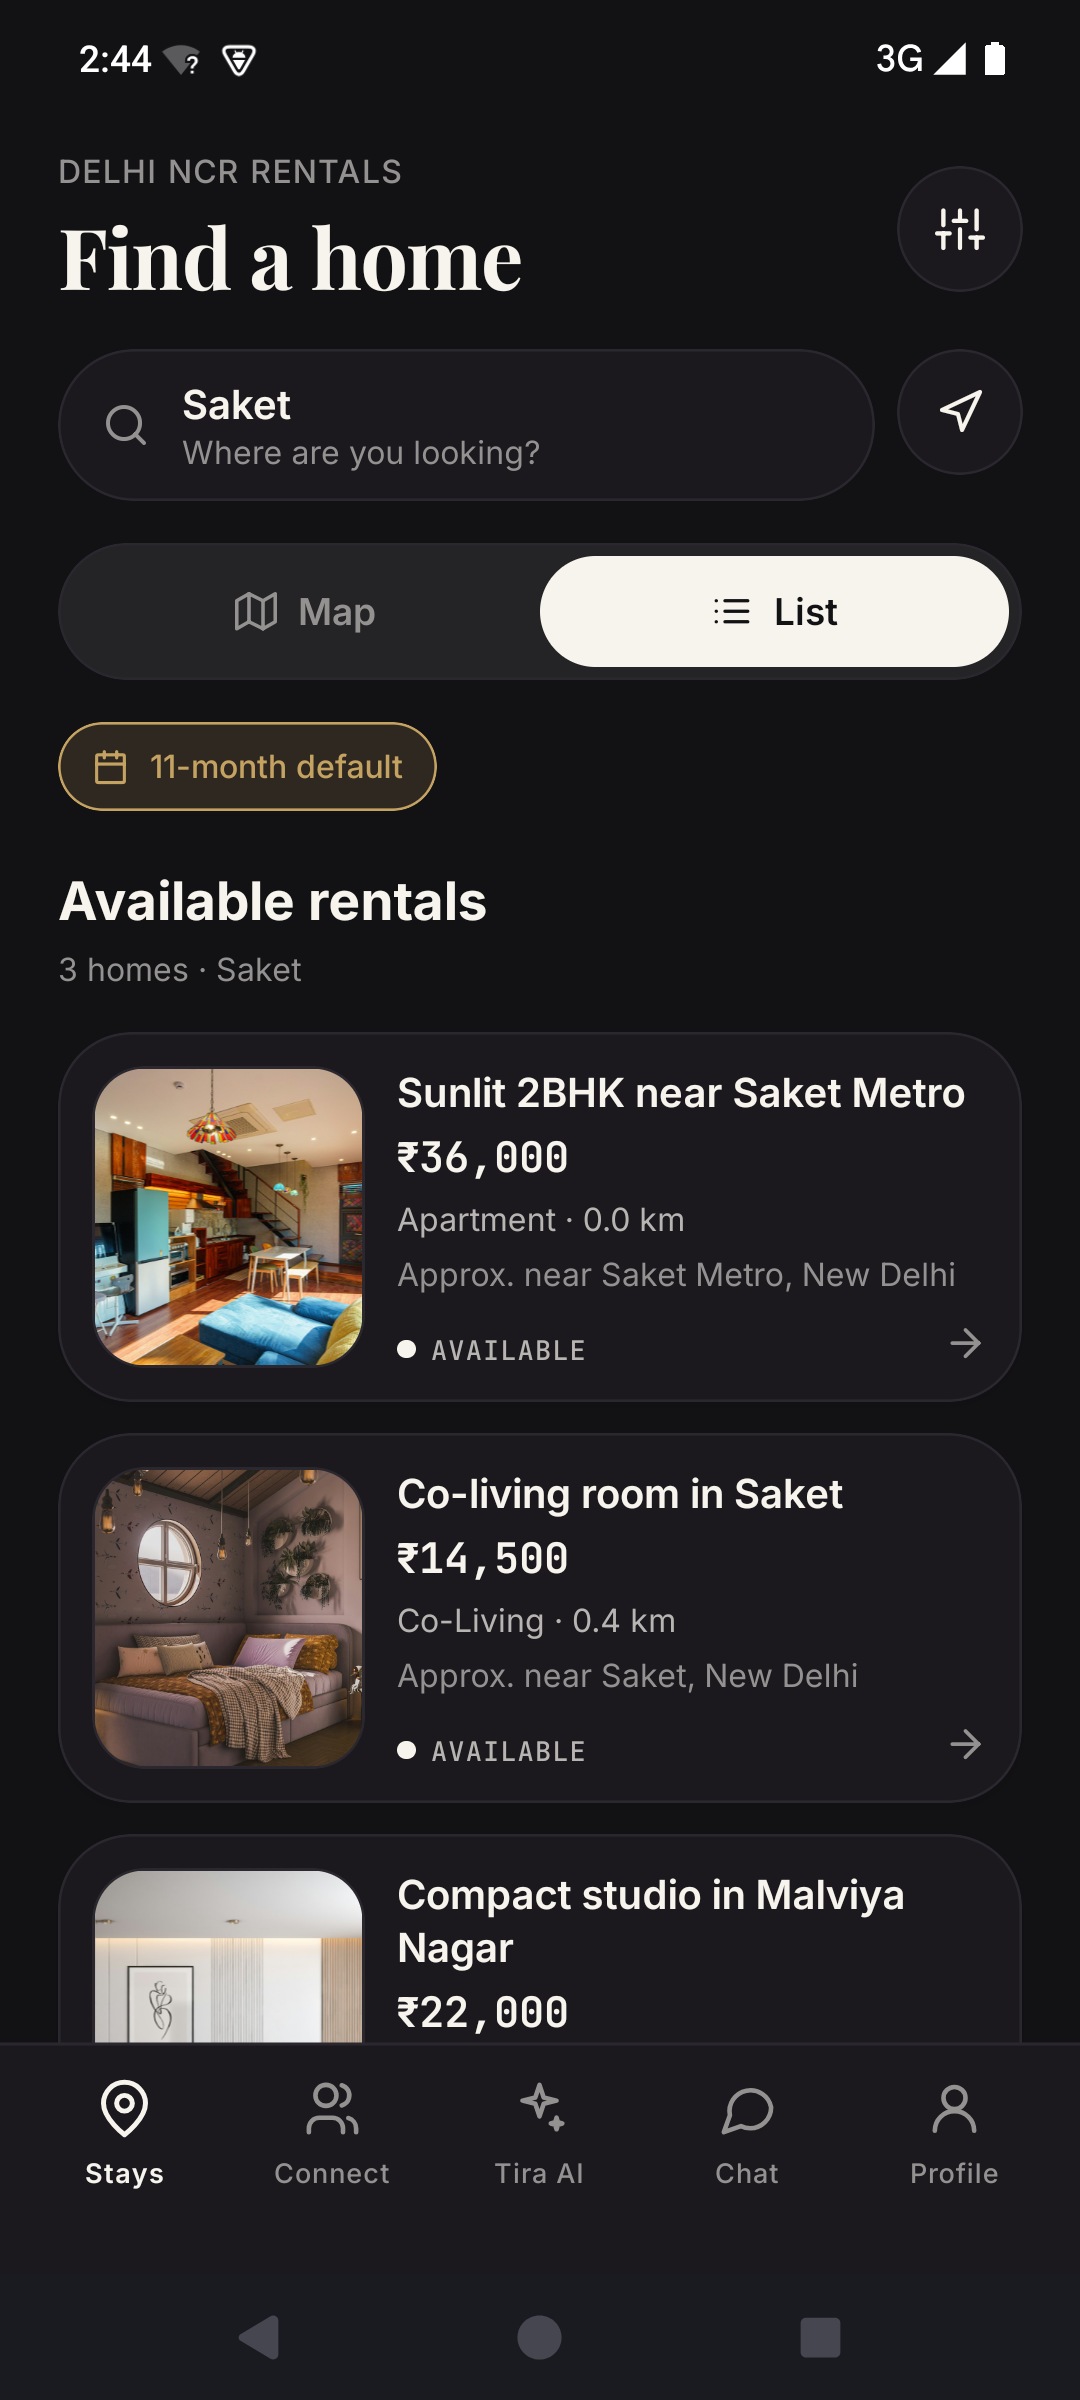 2:44
3G
DELHI NCR RENTALS
Find a home
Saket
Where are you looking?
Map
List
11-month default
Available rentals
3 homes · Saket
Sunlit 2BHK near Saket Metro
₹36,000
Apartment · 0.0 km
Approx. near Saket Metro, New Delhi
AVAILABLE
Co-living room in Saket
₹14,500
Co-Living · 0.4 km
Approx. near Saket, New Delhi
AVAILABLE
Compact studio in Malviya
Nagar
₹22,000
Stays
Connect
Tira AI
Chat
Profile